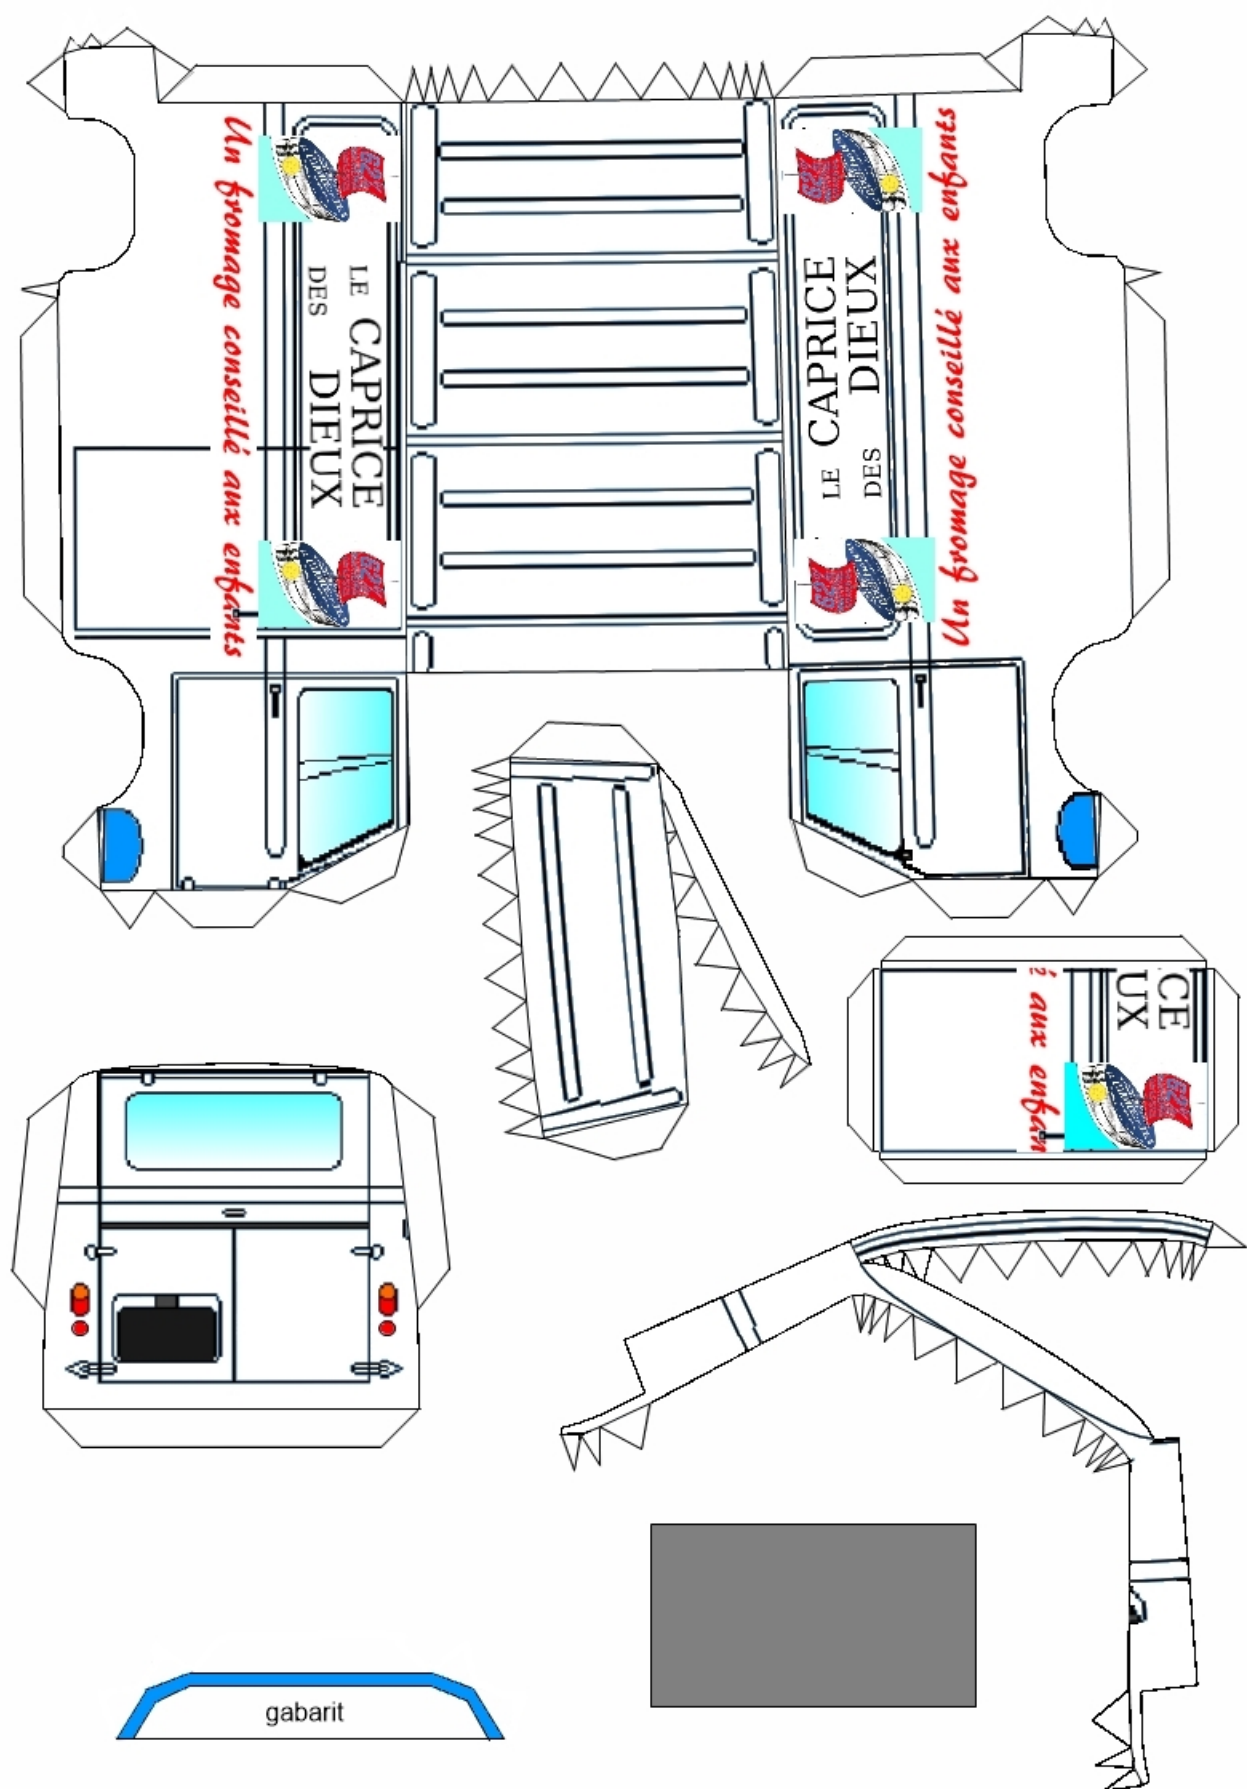 Un fromage conseillé aux enfants
LE CAPRICE
DES DIEUX
LE CAPRICE
DES DIEUX
Un fromage conseillé aux enfants
CE
UX
é aux enfan
gabarit